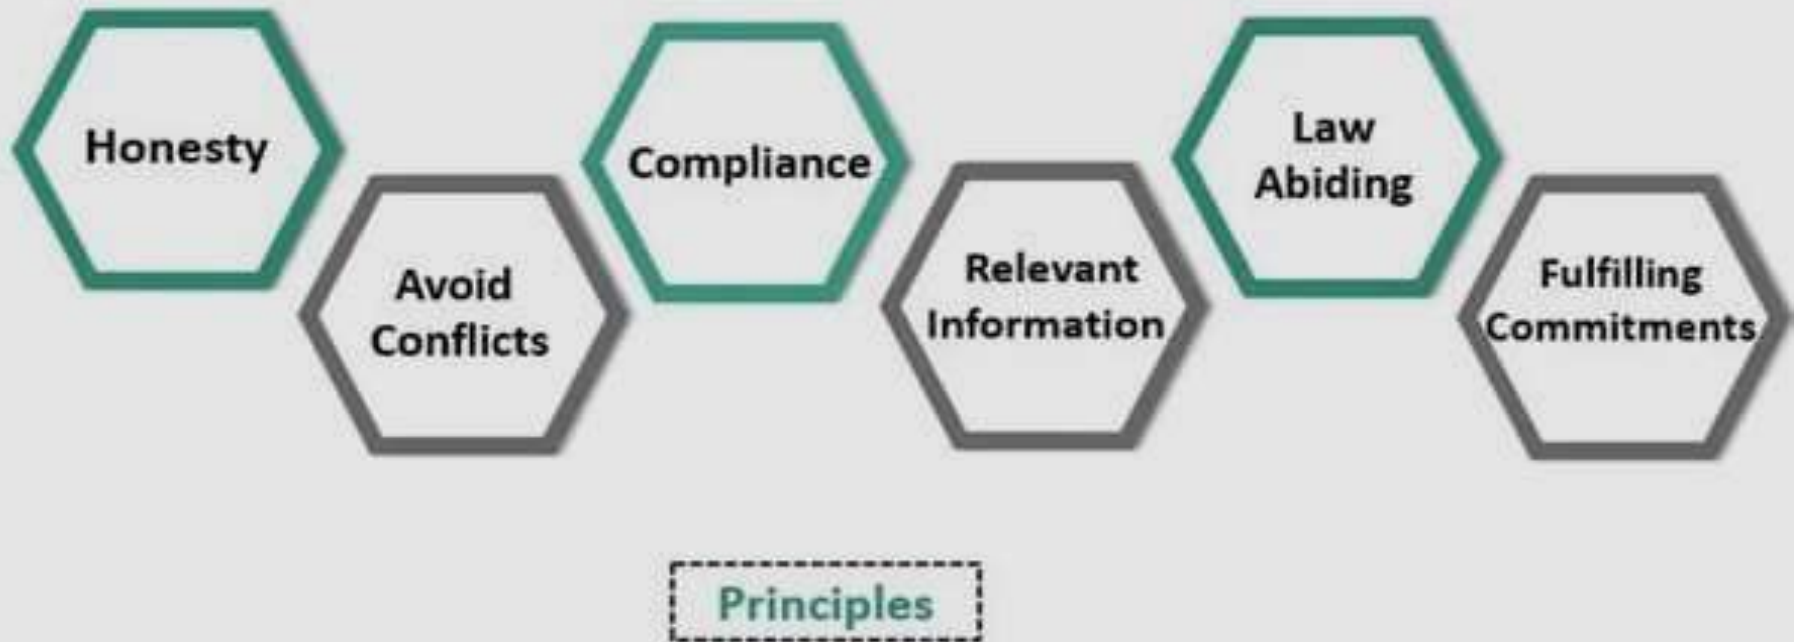 Honesty
Avoid
Conflicts
Compliance
Relevant
Information
Law
Abiding
Fulfilling
Commitments
Principles